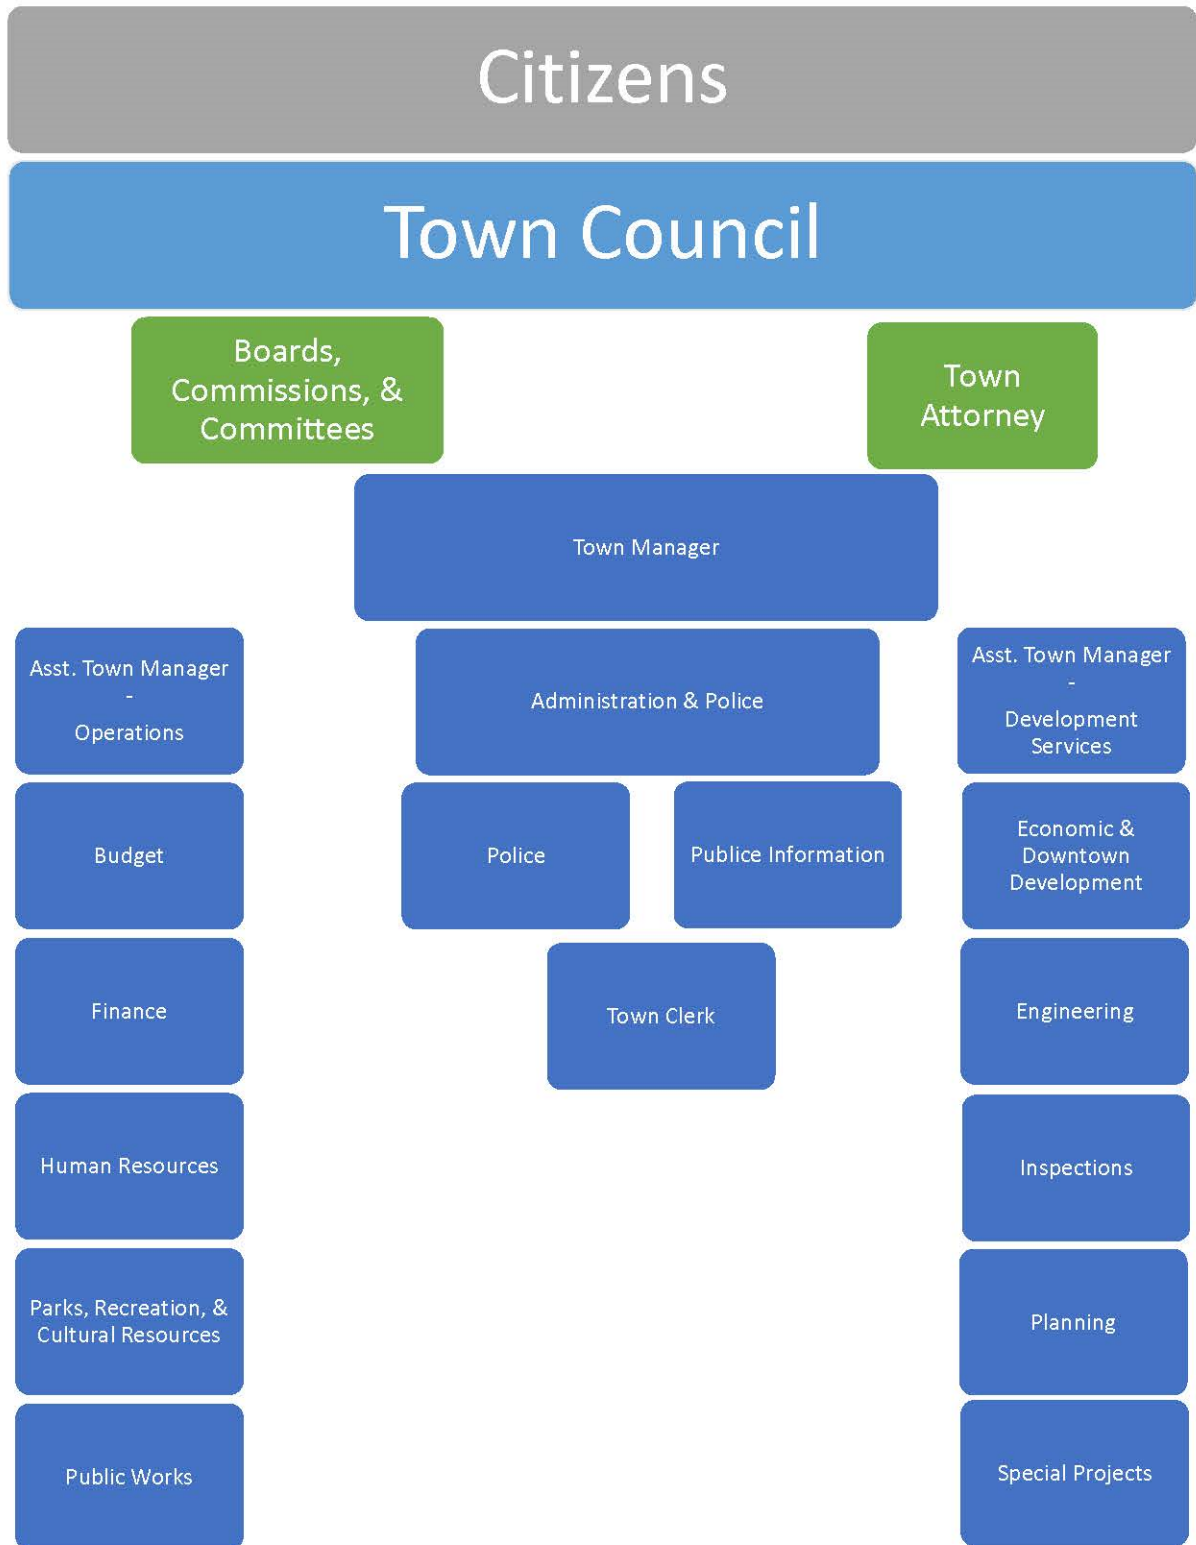 Citizens
Town Council
Boards,
Commissions, &
Committees
Town
Attorney
Town Manager
Asst. Town Manager
-
Operations
Administration & Police
Asst. Town Manager
-
Development
Services
Budget
Police
Publice Information
Economic &
Downtown
Development
Finance
Town Clerk
Engineering
Human Resources
Inspections
Parks, Recreation, &
Cultural Resources
Planning
Public Works
Special Projects